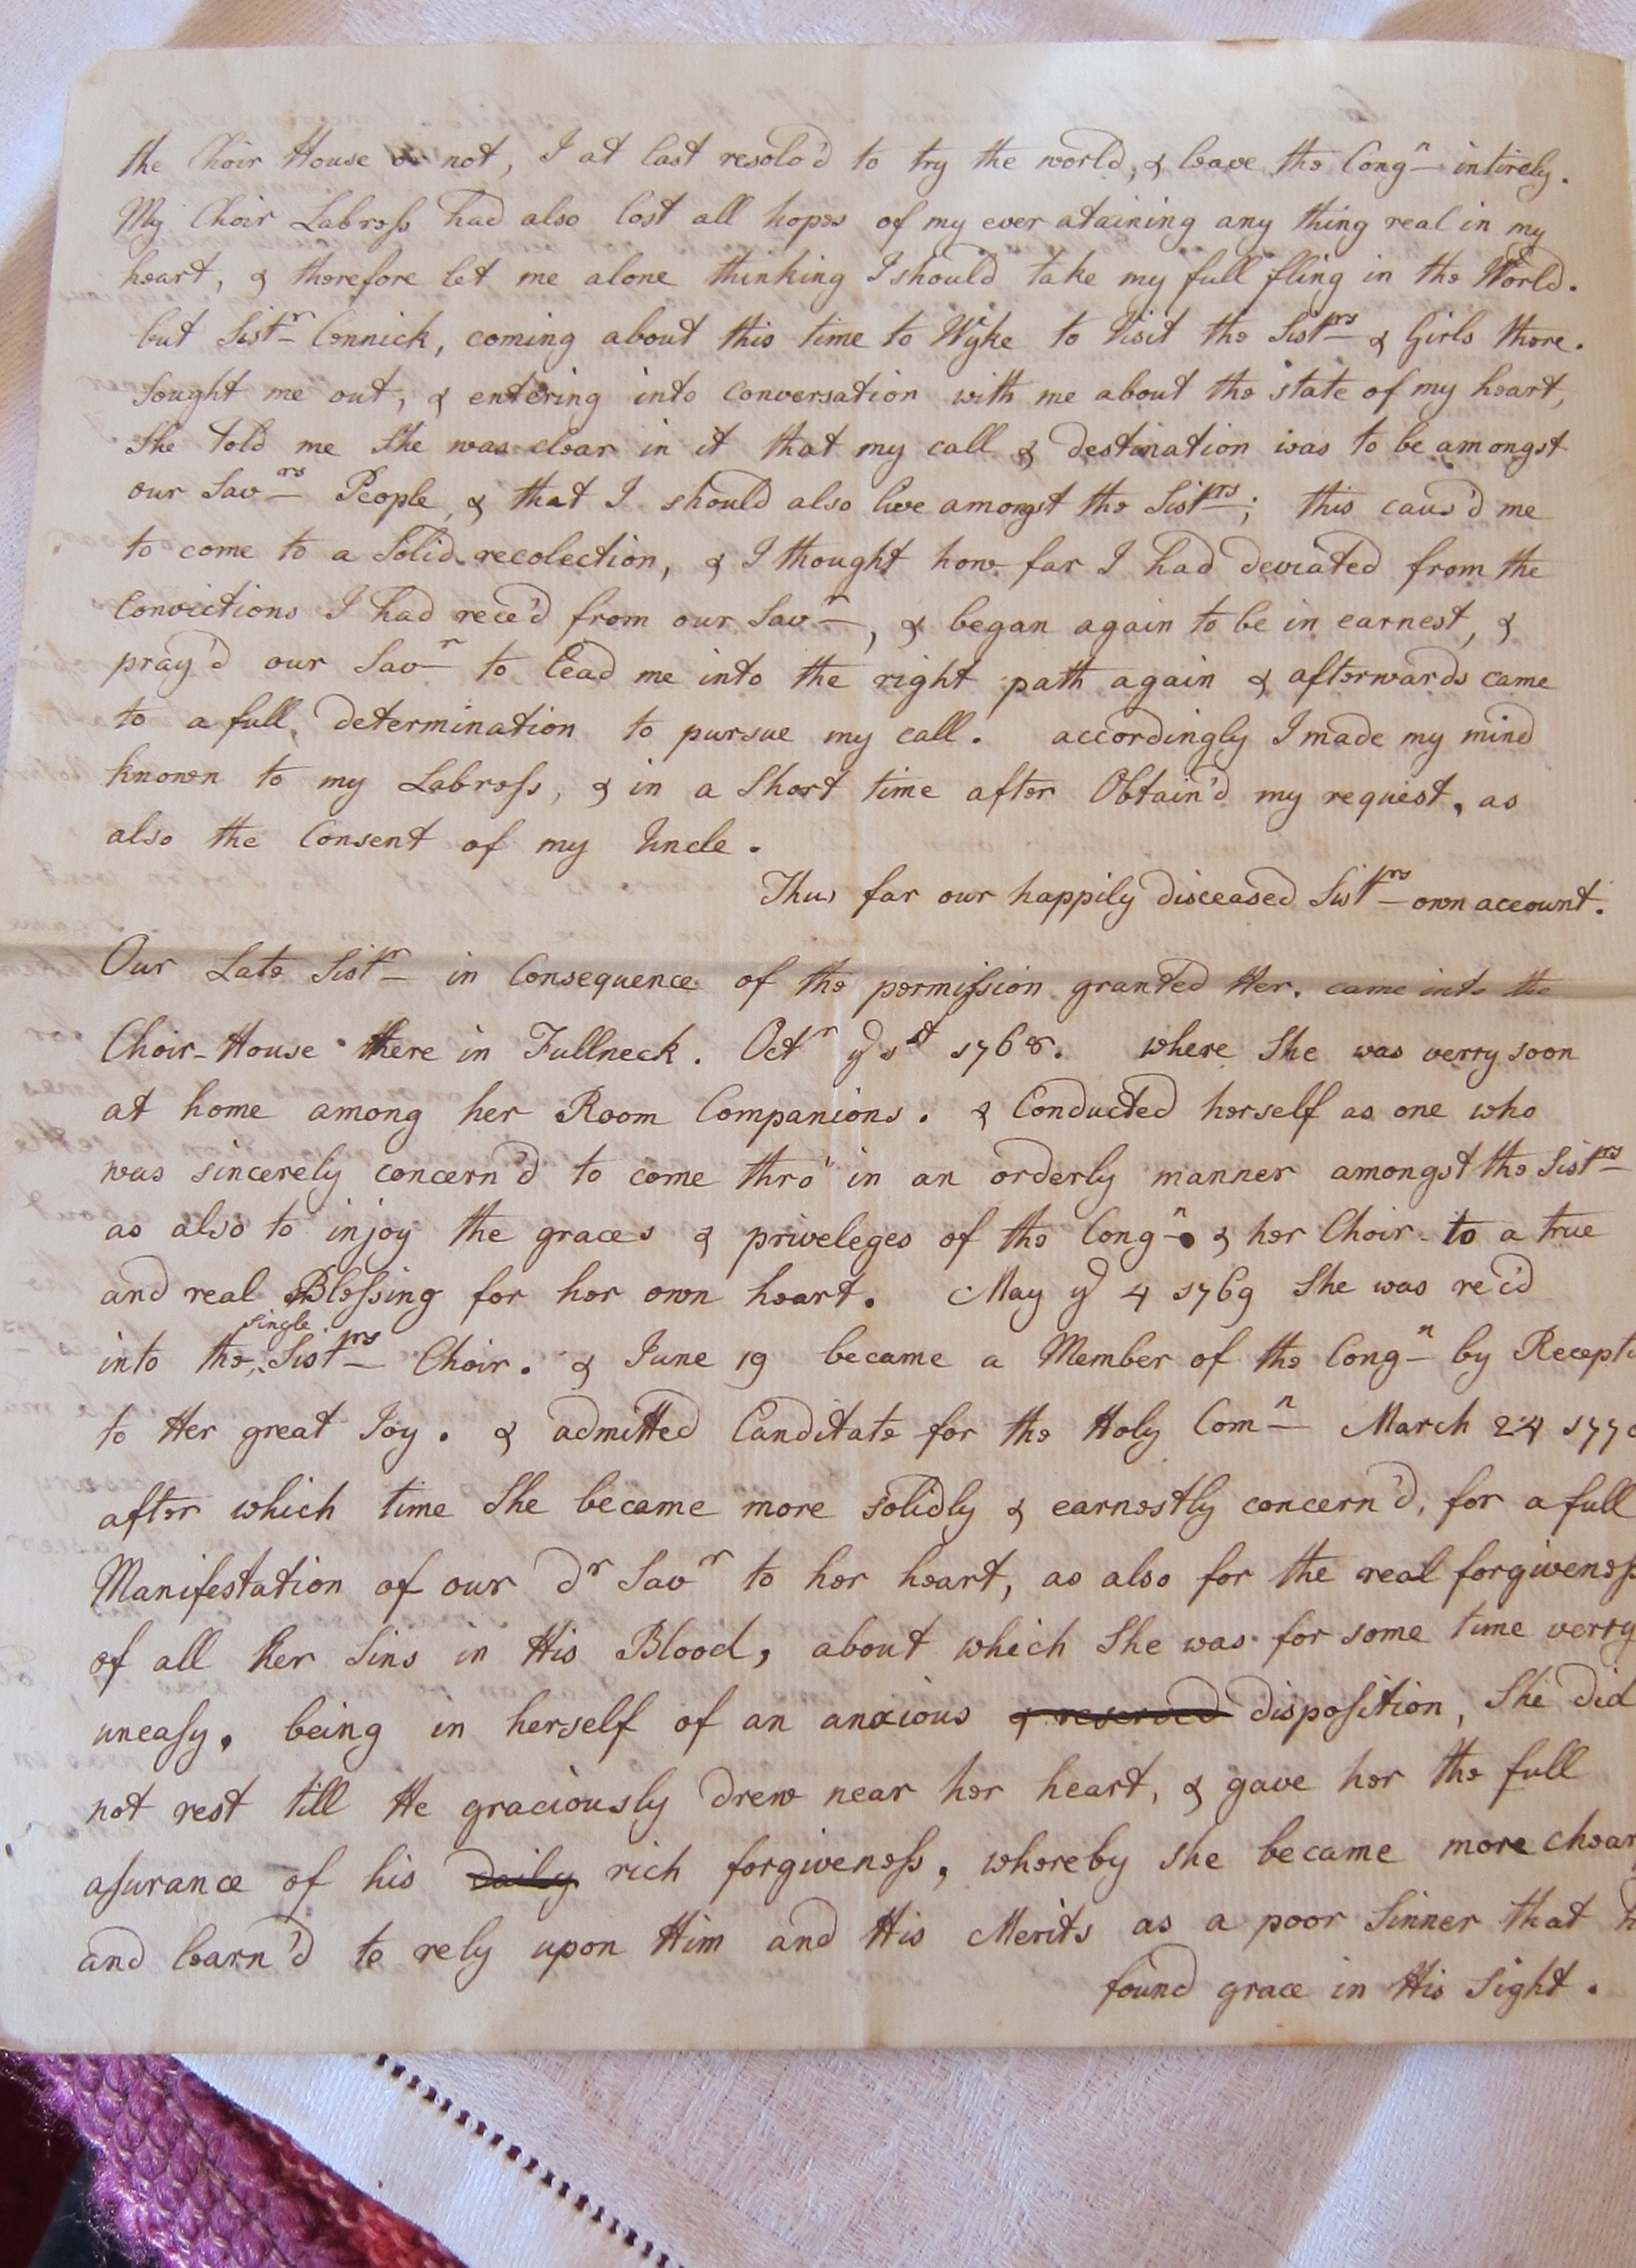 the Choir House or not, I at last resolv'd to try the world, & leave the Congn intirely.
My Choir Labress had also lost all hopes of my ever ataining any thing real in my
heart, & therefore let me alone thinking I should take my full fling in the World.
but Sistr Cennick, coming about this time to Wyke to Visit the Sistrs & Girls there.
Sought me out, & entering into conversation with me about the state of my heart,
She told me She was clear in it that my call & destination was to be amongst
our Savrs People, & that I should also live amongst the Sistrs; this caus'd me
to come to a Solid recolection, & I thought how far I had deviated from the
Convictions I had rece'd from our Savr, & began again to be in earnest, &
pray'd our Savr to lead me into the right path again & afterwards came
to a full determination to pursue my call. accordingly I made my mind
known to my Labress, & in a Short time after Obtain'd my request, as
also the Consent of my Uncle.
Thus far our happily disceased Sistrs own account.
Our Late Sistr in Consequence of the permission granted Her. came into the
Choir-House there in Fullneck. Octr ye 1st 1768. where She was verry soon
at home among her Room Companions. & Conducted herself as one who
was sincerely concern'd to come thro' in an orderly manner amongst the Sistrs
as also to injoy the graces & priveleges of the Congn & her Choir to a true
and real Blessing for her own heart. May ye 4 1769 She was rec'd
into the single Sistrs Choir. & June 19 became a Member of the Congn by Recept
to Her great Joy. & admitted Canditate for the Holy Comn March 24 1770
after which time She became more solidly & earnestly concern'd, for a full
Manifestation of our dr Savr to her heart, as also for the real forgiveness
of all her Sins in His Blood, about which She was for some time verry
uneasy. being in herself of an anxious & reserved disposition, She did
not rest till He graciously drew near her heart, & gave her the full
asurance of his daily rich forgiveness, whereby she became more chear
and learn'd to rely upon Him and His Merits as a poor Sinner that
found grace in His Sight.